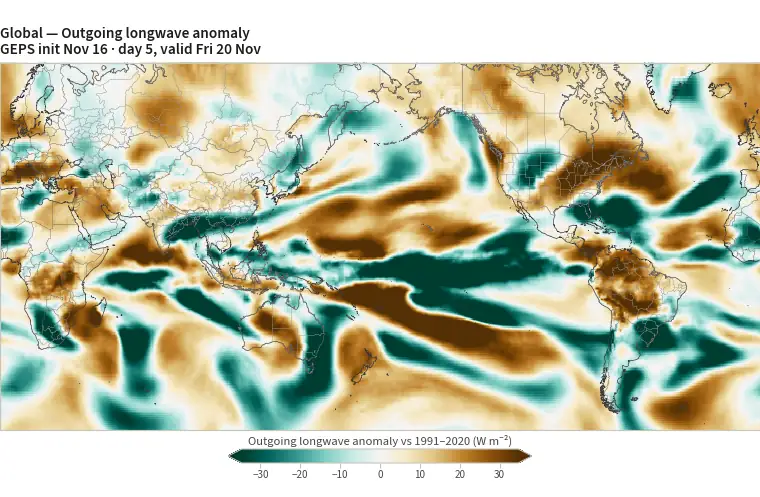 Global — Outgoing longwave anomaly
GEPS init Nov 16 · day 5, valid Fri 20 Nov
Outgoing longwave anomaly vs 1991–2020 (W m⁻²)
−30 −20 −10 0 10 20 30